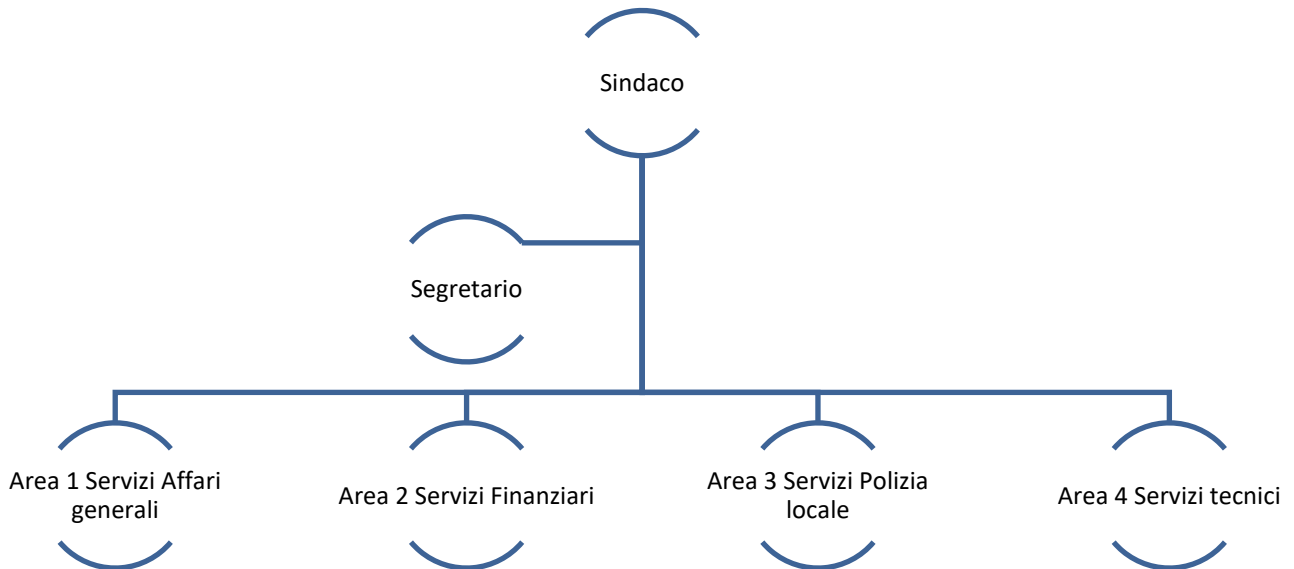 Sindaco
Segretario
Area 1 Servizi Affari
generali
Area 2 Servizi Finanziari
Area 3 Servizi Polizia
locale
Area 4 Servizi tecnici